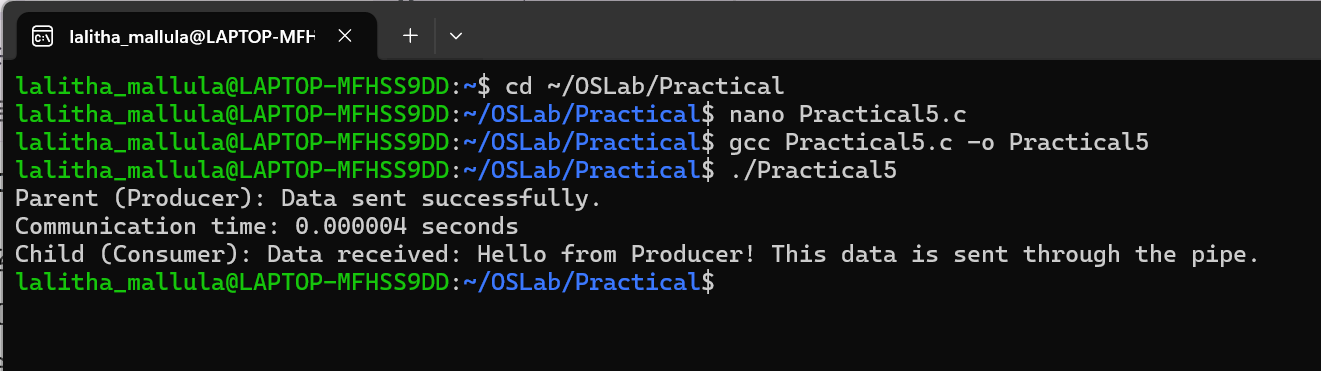 lalitha_mallula@LAPTOP-MFH
lalitha_mallula@LAPTOP-MFHSS9DD:~$ cd ~/OSLab/Practical
lalitha_mallula@LAPTOP-MFHSS9DD:~/OSLab/Practical$ nano Practical5.c
lalitha_mallula@LAPTOP-MFHSS9DD:~/OSLab/Practical$ gcc Practical5.c -o Practical5
lalitha_mallula@LAPTOP-MFHSS9DD:~/OSLab/Practical$ ./Practical5
Parent (Producer): Data sent successfully.
Communication time: 0.000004 seconds
Child (Consumer): Data received: Hello from Producer! This data is sent through the pipe.
lalitha_mallula@LAPTOP-MFHSS9DD:~/OSLab/Practical$